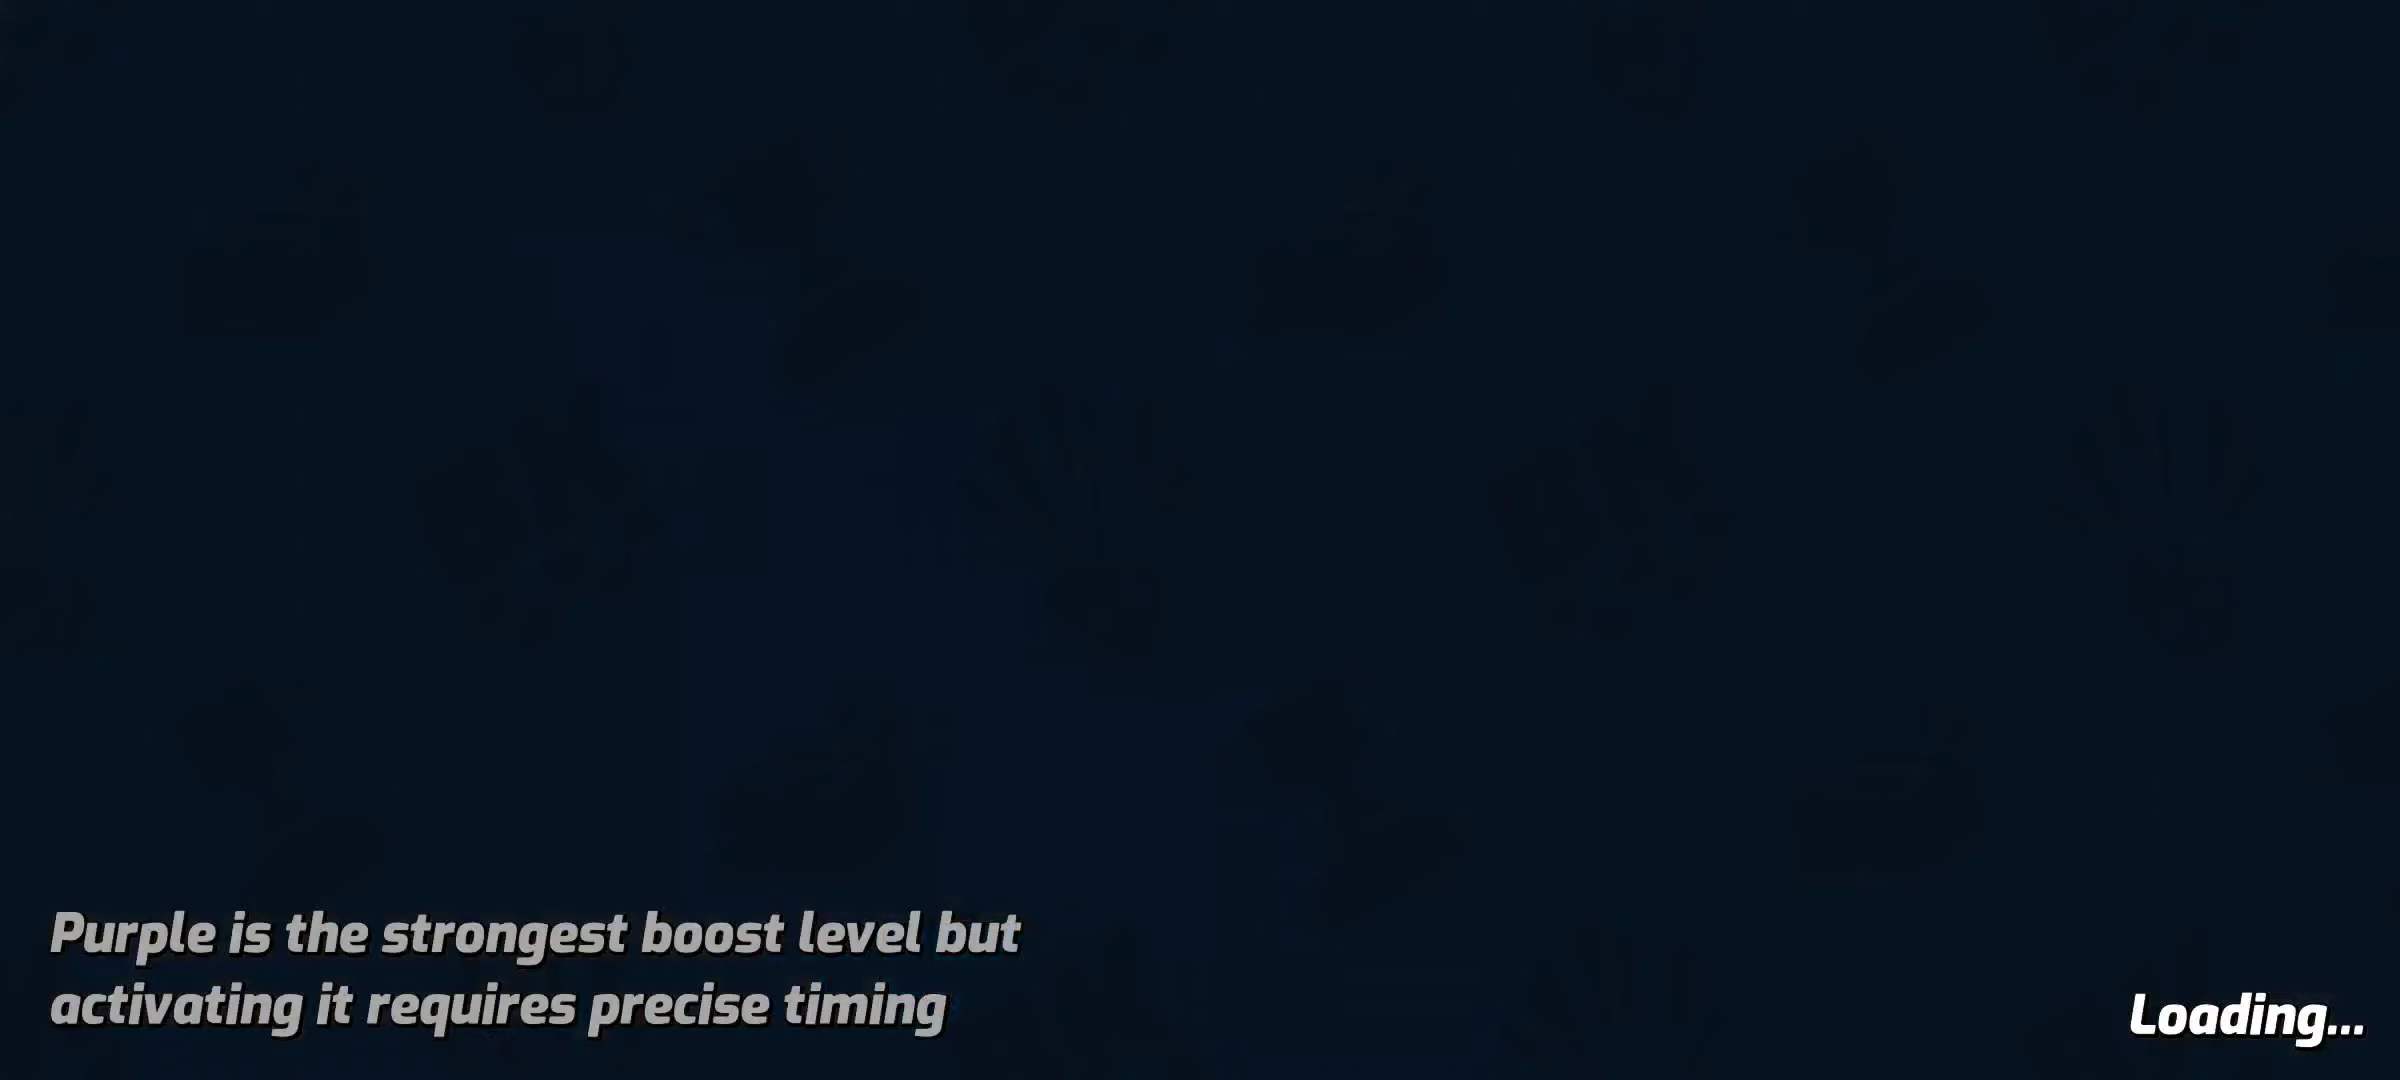 Purple is the strongest boost level but
activating it requires precise timing
Loading...